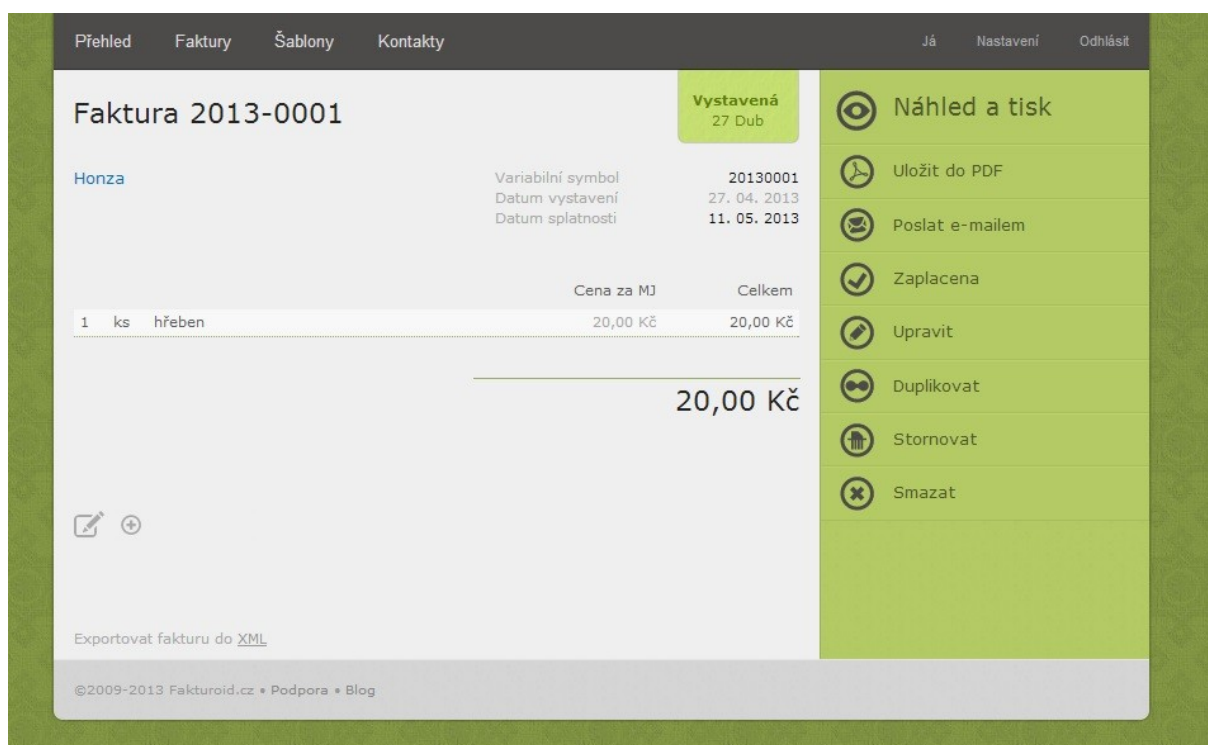 Přehled Faktury Šablony Kontakty Já Nastavení Odhlásit
Faktura 2013-0001
Vystavená
27 Dub
Honza
Variabilní symbol 20130001
Datum vystavení 27. 04. 2013
Datum splatnosti 11. 05. 2013
Cena za MJ Celkem
1 ks hřeben 20,00 Kč 20,00 Kč
20,00 Kč
Exportovat fakturu do XML
Náhled a tisk
Uložit do PDF
Poslat e-mailem
Zaplacena
Upravit
Duplikovat
Stornovat
Smazat
©2009-2013 Fakturoid.cz • Podpora • Blog